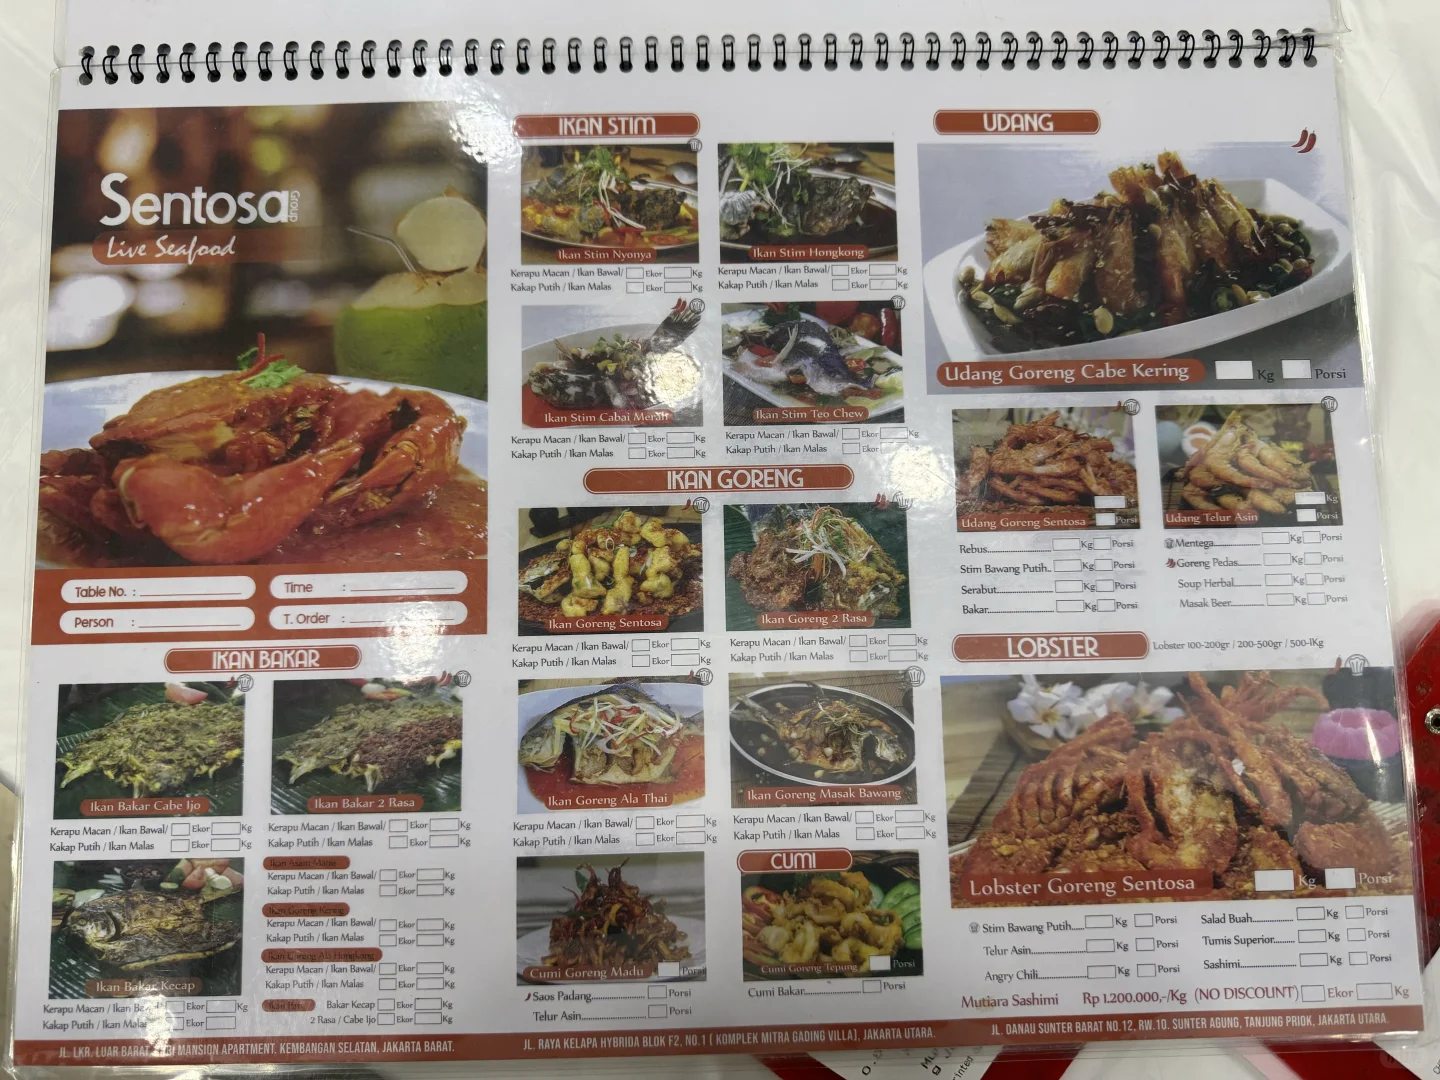 Sentosa
Group
Live Seafood
Table No. :
Time :
Person :
T. Order :
IKAN BAKAR
Ikan Bakar Cabe Ijo
Kerapu Macan / Ikan Bawal/ Ekor Kg
Kakap Putih / Ikan Malas Ekor Kg
Ikan Bakar 2 Rasa
Kerapu Macan / Ikan Bawal/ Ekor Kg
Kakap Putih / Ikan Malas Ekor Kg
Ikan Bakar Kecap
Kerapu Macan / Ikan Ekor Kg
Kakap Putih / Ikan Malas Ekor Kg
Ikan Asam Manis
Kerapu Macan / Ikan Bawal/ Ekor Kg
Kakap Putih / Ikan Malas Ekor Kg
Ikan Goreng Kering
Kerapu Macan / Ikan Bawal/ Ekor Kg
Kakap Putih / Ikan Malas Ekor Kg
Ikan Goreng Ala Hongkong
Kerapu Macan / Ikan Bawal/ Ekor Kg
Kakap Putih / Ikan Malas Ekor Kg
Bakar Kecap Ekor Kg
2 Rasa / Cabe Ijo Ekor Kg
IKAN STIM
Ikan Stim Nyonya
Kerapu Macan / Ikan Bawal/ Ekor Kg
Kakap Putih / Ikan Malas Ekor Kg
Ikan Stim Hongkong
Kerapu Macan / Ikan Bawal/ Ekor Kg
Kakap Putih / Ikan Malas Ekor Kg
Ikan Stim Cabai Merah
Kerapu Macan / Ikan Bawal/ Ekor Kg
Kakap Putih / Ikan Malas Ekor Kg
Ikan Stim Teo Chew
Kerapu Macan / Ikan Bawal/ Ekor Kg
Kakap Putih / Ikan Malas Ekor Kg
IKAN GORENG
Ikan Goreng Sentosa
Kerapu Macan / Ikan Bawal/ Ekor Kg
Kakap Putih / Ikan Malas Ekor Kg
Ikan Goreng 2 Rasa
Kerapu Macan / Ikan Bawal/ Ekor Kg
Kakap Putih / Ikan Malas Ekor Kg
Ikan Goreng Ala Thai
Kerapu Macan / Ikan Bawal/ Ekor Kg
Kakap Putih / Ikan Malas Ekor Kg
Ikan Goreng Masak Bawang
Kerapu Macan / Ikan Bawal/ Ekor Kg
Kakap Putih / Ikan Malas Ekor Kg
CUMI
Cumi Goreng Madu Porsi
Saos Padang Porsi
Telur Asin Porsi
Cumi Goreng Tepung Porsi
Cumi Bakar Porsi
UDANG
Udang Goreng Cabe Kering Kg Porsi
Udang Goreng Sentosa Porsi
Udang Telur Asin Kg Porsi
Rebus Kg Porsi
Stim Bawang Putih Kg Porsi
Serabut Kg Porsi
Bakar Kg Porsi
Mentega Kg Porsi
Goreng Pedas Kg Porsi
Soup Herbal Kg Porsi
Masak Beer Kg Porsi
LOBSTER
Lobster 100-200gr / 200-500gr / 500-1Kg
Lobster Goreng Sentosa Kg Porsi
Stim Bawang Putih Kg Porsi
Telur Asin Kg Porsi
Angry Chili Kg Porsi
Salad Buah Kg Porsi
Tumis Superior Kg Porsi
Sashimi Kg Porsi
Mutiara Sashimi Rp 1.200.000,-/Kg (NO DISCOUNT) Ekor Kg
JL. LKR. LUAR BARAT, MANSION APARTMENT. KEMBANGAN SELATAN, JAKARTA BARAT.
JL. RAYA KELAPA HYBRIDA BLOK F2, NO.1 ( KOMPLEK MITRA GADING VILLA), JAKARTA UTARA.
JL. DANAU SUNTER BARAT NO.12, RW.10. SUNTER AGUNG, TANJUNG PRIOK, JAKARTA UTARA.